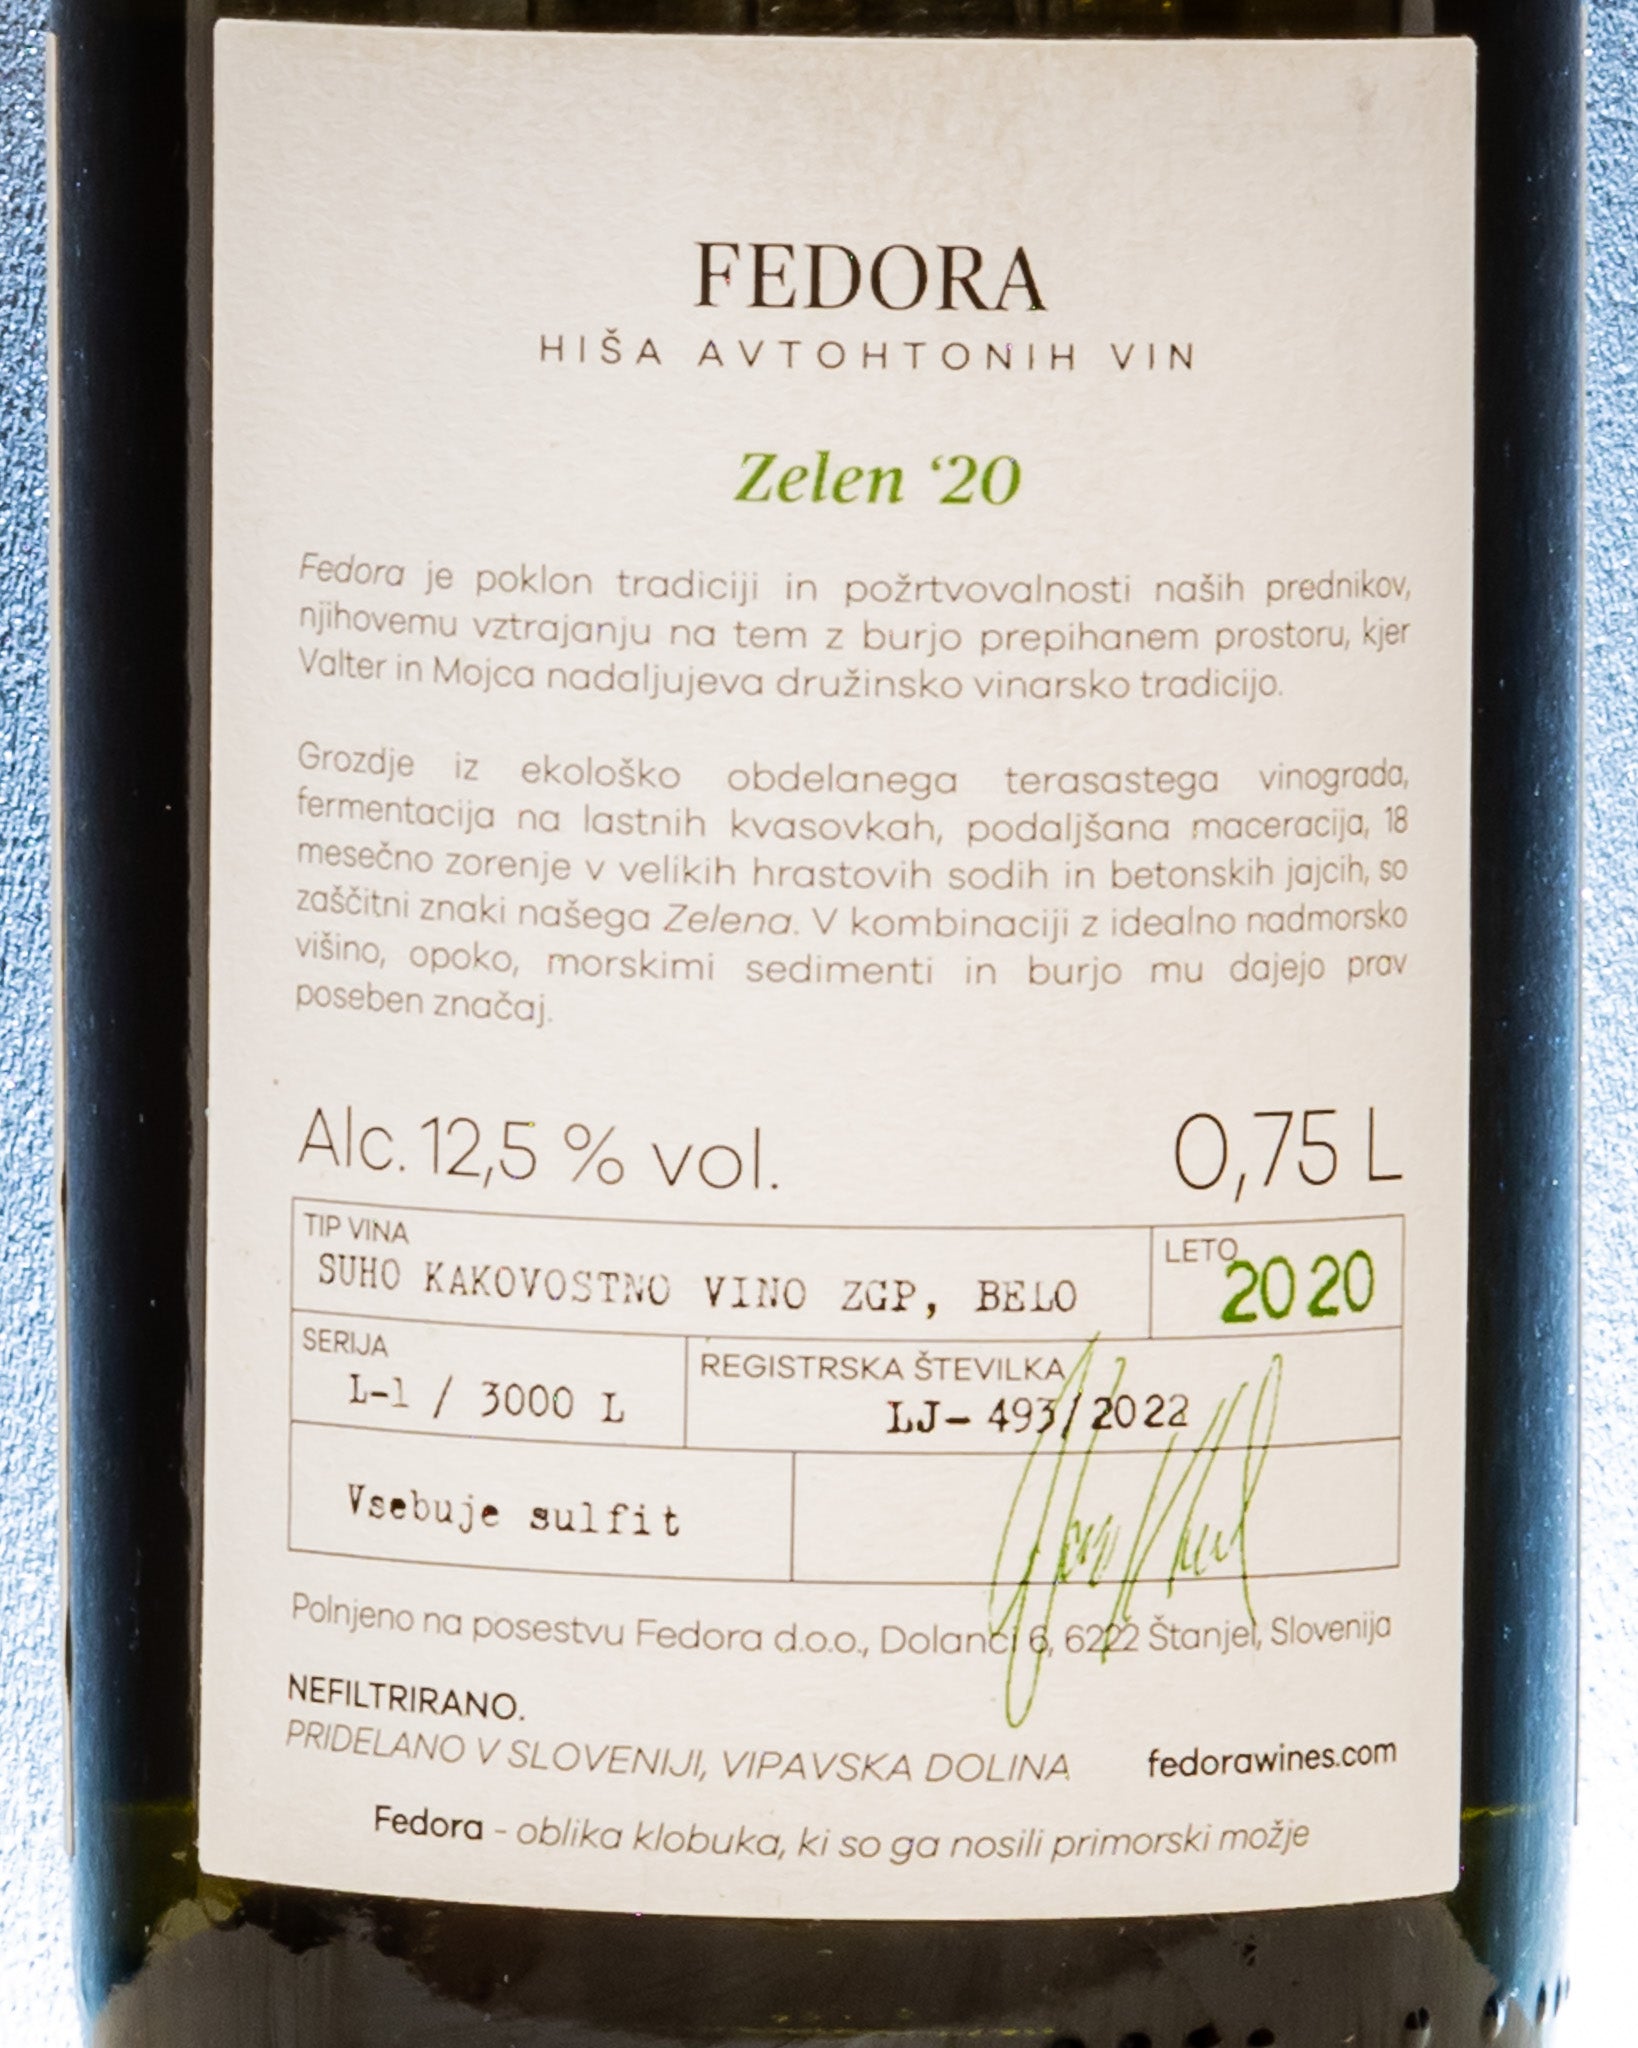 FEDORA
HIŠA AVTOHTONIH VIN
Zelen ‘20
Fedora je poklon tradiciji in požrtvovalnosti naših prednikov,
njihovemu vztrajanju na tem z burjo prepihanem prostoru, kjer
Valter in Mojca nadaljujeva družinsko vinarsko tradicijo.
Grozdje iz ekološko obdelanega terasastega vinograda,
fermentacija na lastnih kvasovkah, podaljšana maceracija, 18
mesečno zorenje v velikih hrastovih sodih in betonskih jajcih, so
zaščitni znaki našega Zelena. V kombinaciji z idealno nadmorsko
višino, opoko, morskimi sedimenti in burjo mu dajejo prav
poseben značaj.
Alc. 12,5 % vol. 0,75 L
TIP VINA
SUHO KAKOVOSTNO VINO ZGP, BELO
LETO
2020
SERIJA
L-1 / 3000 L
REGISTRSKA ŠTEVILKA
LJ- 493/2022
Vsebuje sulfit
Polnjeno na posestvu Fedora d.o.o., Dolanci 6, 6222 Štanjel, Slovenija
NEFILTRIRANO.
PRIDELANO V SLOVENIJI, VIPAVSKA DOLINA fedorawines.com
Fedora - oblika klobuka, ki so ga nosili primorski možje